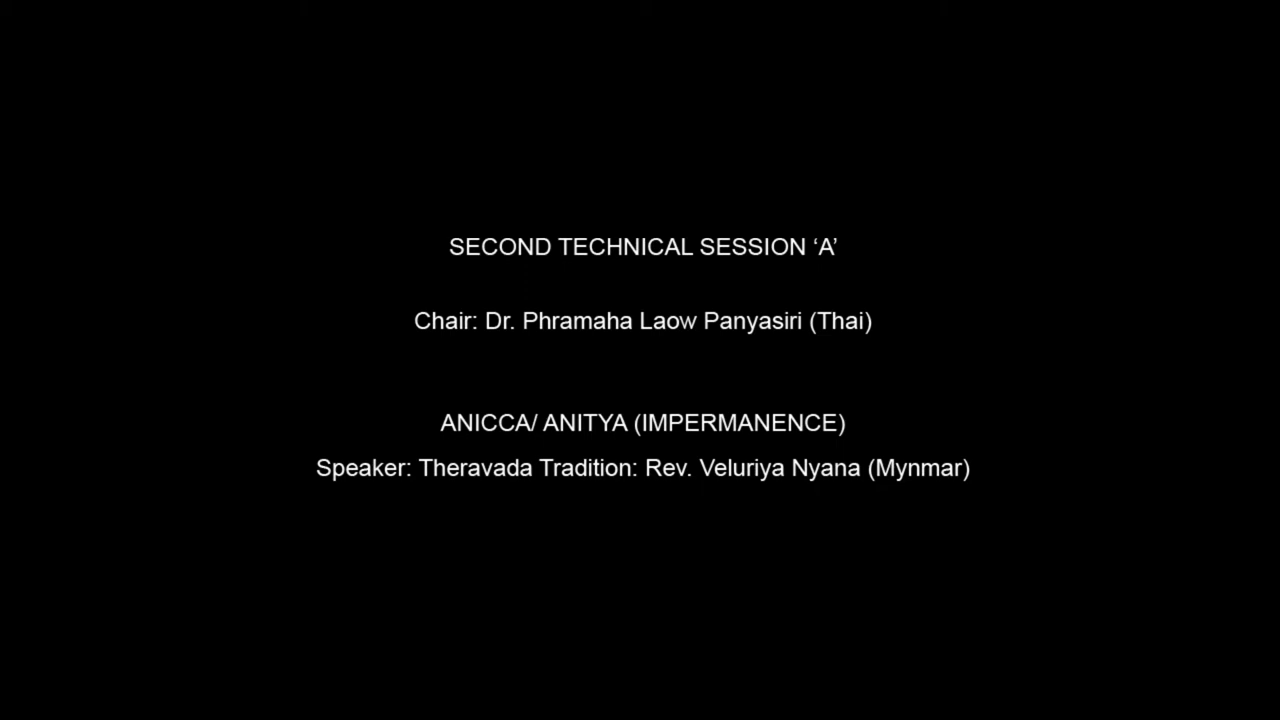 SECOND TECHNICAL SESSION ‘A’
Chair: Dr. Phramaha Laow Panyasiri (Thai)
ANICCA/ ANITYA (IMPERMANENCE)
Speaker: Theravada Tradition: Rev. Veluriya Nyana (Mynmar)